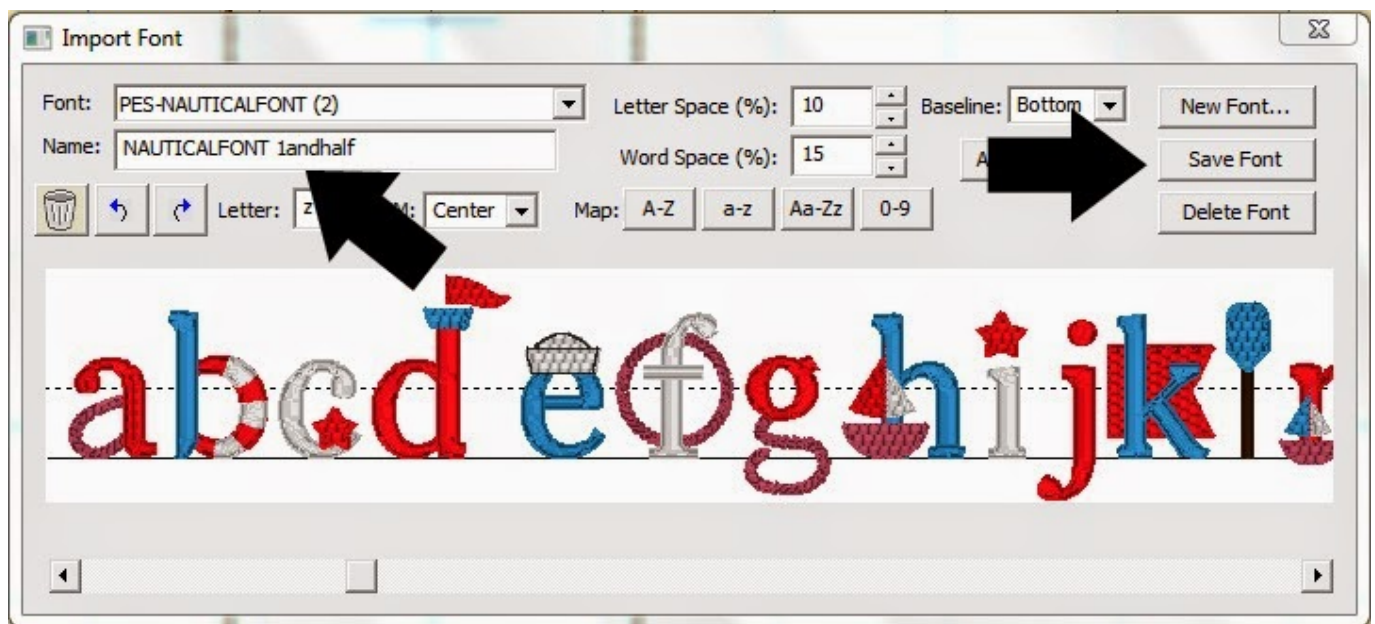 Import Font
Font: PES-NAUTICALFONT (2) Letter Space (%): 10 Baseline: Bottom New Font...
Name: NAUTICALFONT 1andhalf Word Space (%): 15 A Save Font
Letter: z M: Center Map: A-Z a-z Aa-Zz 0-9 Delete Font
a b c d e f g h i j k l